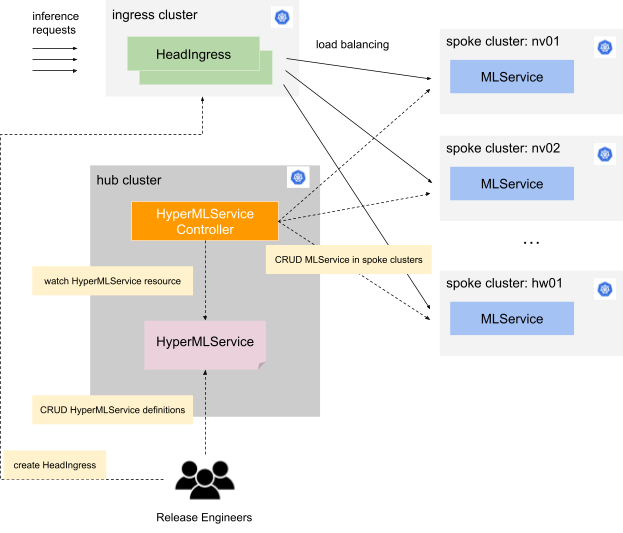 inference
requests
ingress cluster
HeadIngress
load balancing
spoke cluster: nv01
MLService
spoke cluster: nv02
MLService
...
spoke cluster: hw01
MLService
hub cluster
HyperMLService
Controller
CRUD MLService in spoke clusters
watch HyperMLService resource
HyperMLService
CRUD HyperMLService definitions
create HeadIngress
Release Engineers